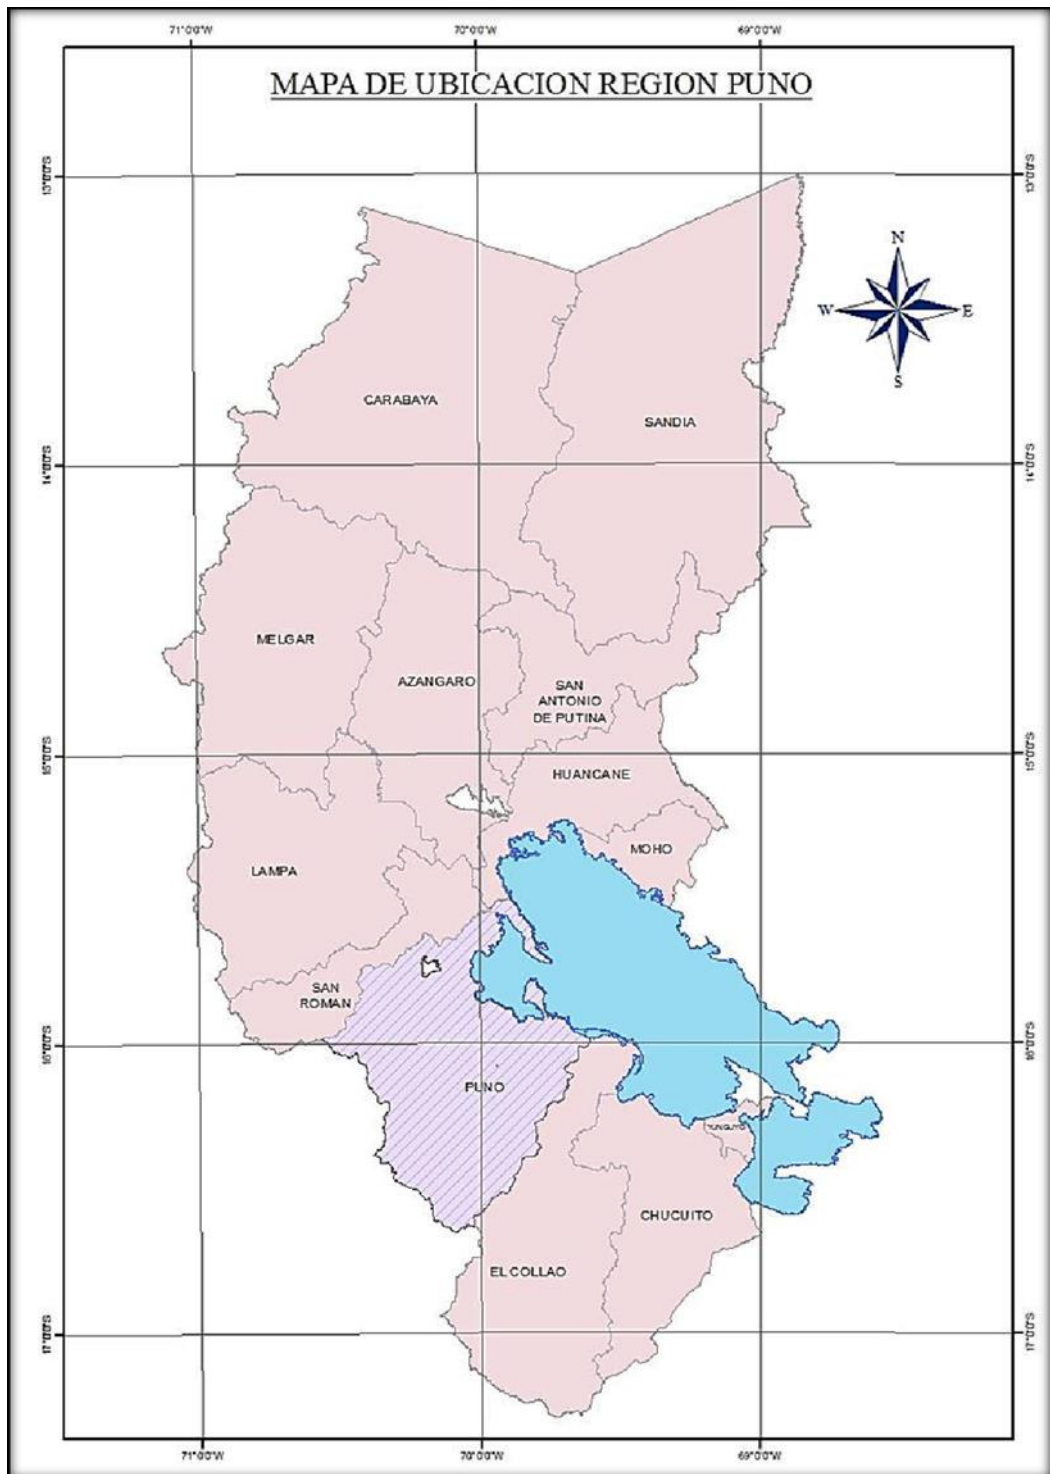 71°0'0"W
70°0'0"W
69°0'0"W
MAPA DE UBICACION REGION PUNO
13°0'0"S
13°0'0"S
N
W
E
S
CARABAYA
SANDIA
14°0'0"S
14°0'0"S
MELGAR
AZANGARO
SAN
ANTONIO
DE PUTINA
15°0'0"S
15°0'0"S
HUANCANE
MOHO
LAMPA
SAN
ROMAN
16°0'0"S
16°0'0"S
PUNO
YUNGUYO
CHUCUITO
EL COLLAO
17°0'0"S
17°0'0"S
71°0'0"W
70°0'0"W
69°0'0"W